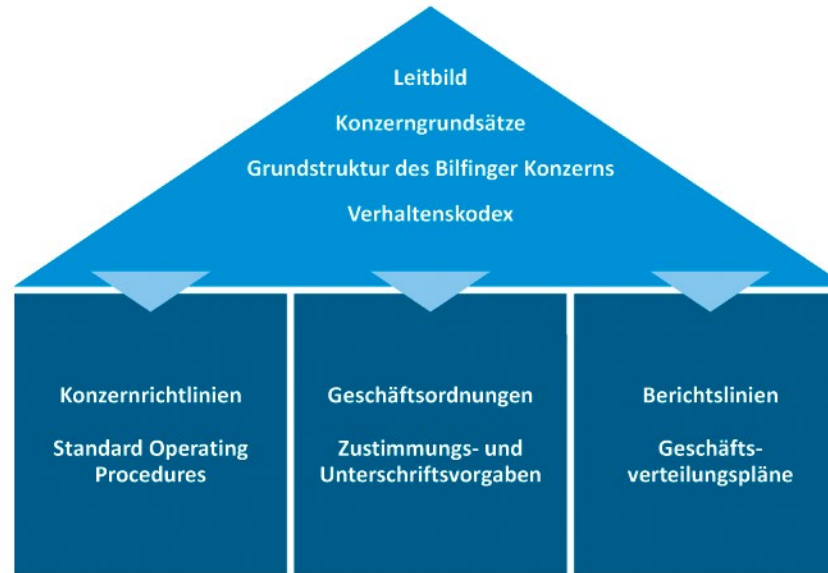 Leitbild
Konzerngrundsätze
Grundstruktur des Bilfinger Konzerns
Verhaltenskodex
Konzernrichtlinien
Standard Operating
Procedures
Geschäftsordnungen
Zustimmungs- und
Unterschriftsvorgaben
Berichtslinien
Geschäfts-
verteilungspläne